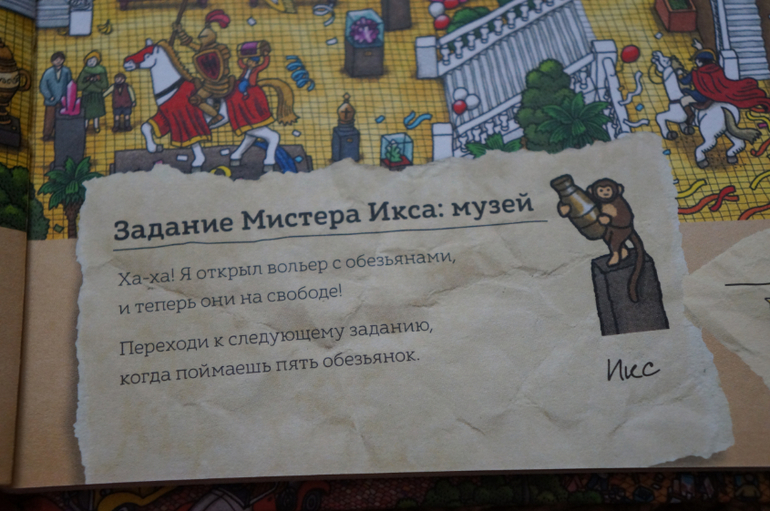 Задание Мистера Икса: музей
Ха-ха! Я открыл вольер с обезьянами,
и теперь они на свободе!
Переходи к следующему заданию,
когда поймаешь пять обезьянок.
Икс